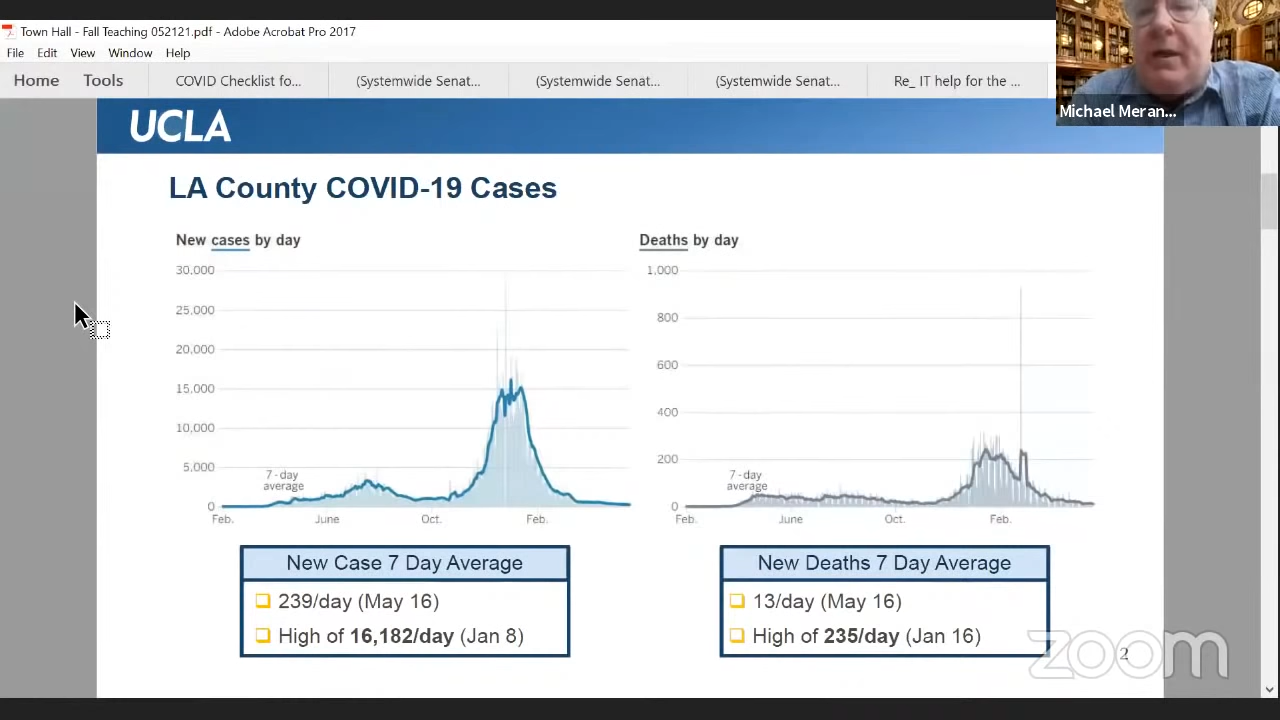 Town Hall - Fall Teaching 052121.pdf - Adobe Acrobat Pro 2017
File Edit View Window Help
Home Tools COVID Checklist fo... (Systemwide Senat... (Systemwide Senat... (Systemwide Senat... Re_ IT help for the ...
Michael Meran...
UCLA
LA County COVID-19 Cases
New cases by day
30,000
25,000
20,000
15,000
10,000
5,000
0
7-day
average
Feb. June Oct. Feb.
Deaths by day
1,000
800
600
400
200
0
7-day
average
Feb. June Oct. Feb.
New Case 7 Day Average
239/day (May 16)
High of 16,182/day (Jan 8)
New Deaths 7 Day Average
13/day (May 16)
High of 235/day (Jan 16)
2
zoom